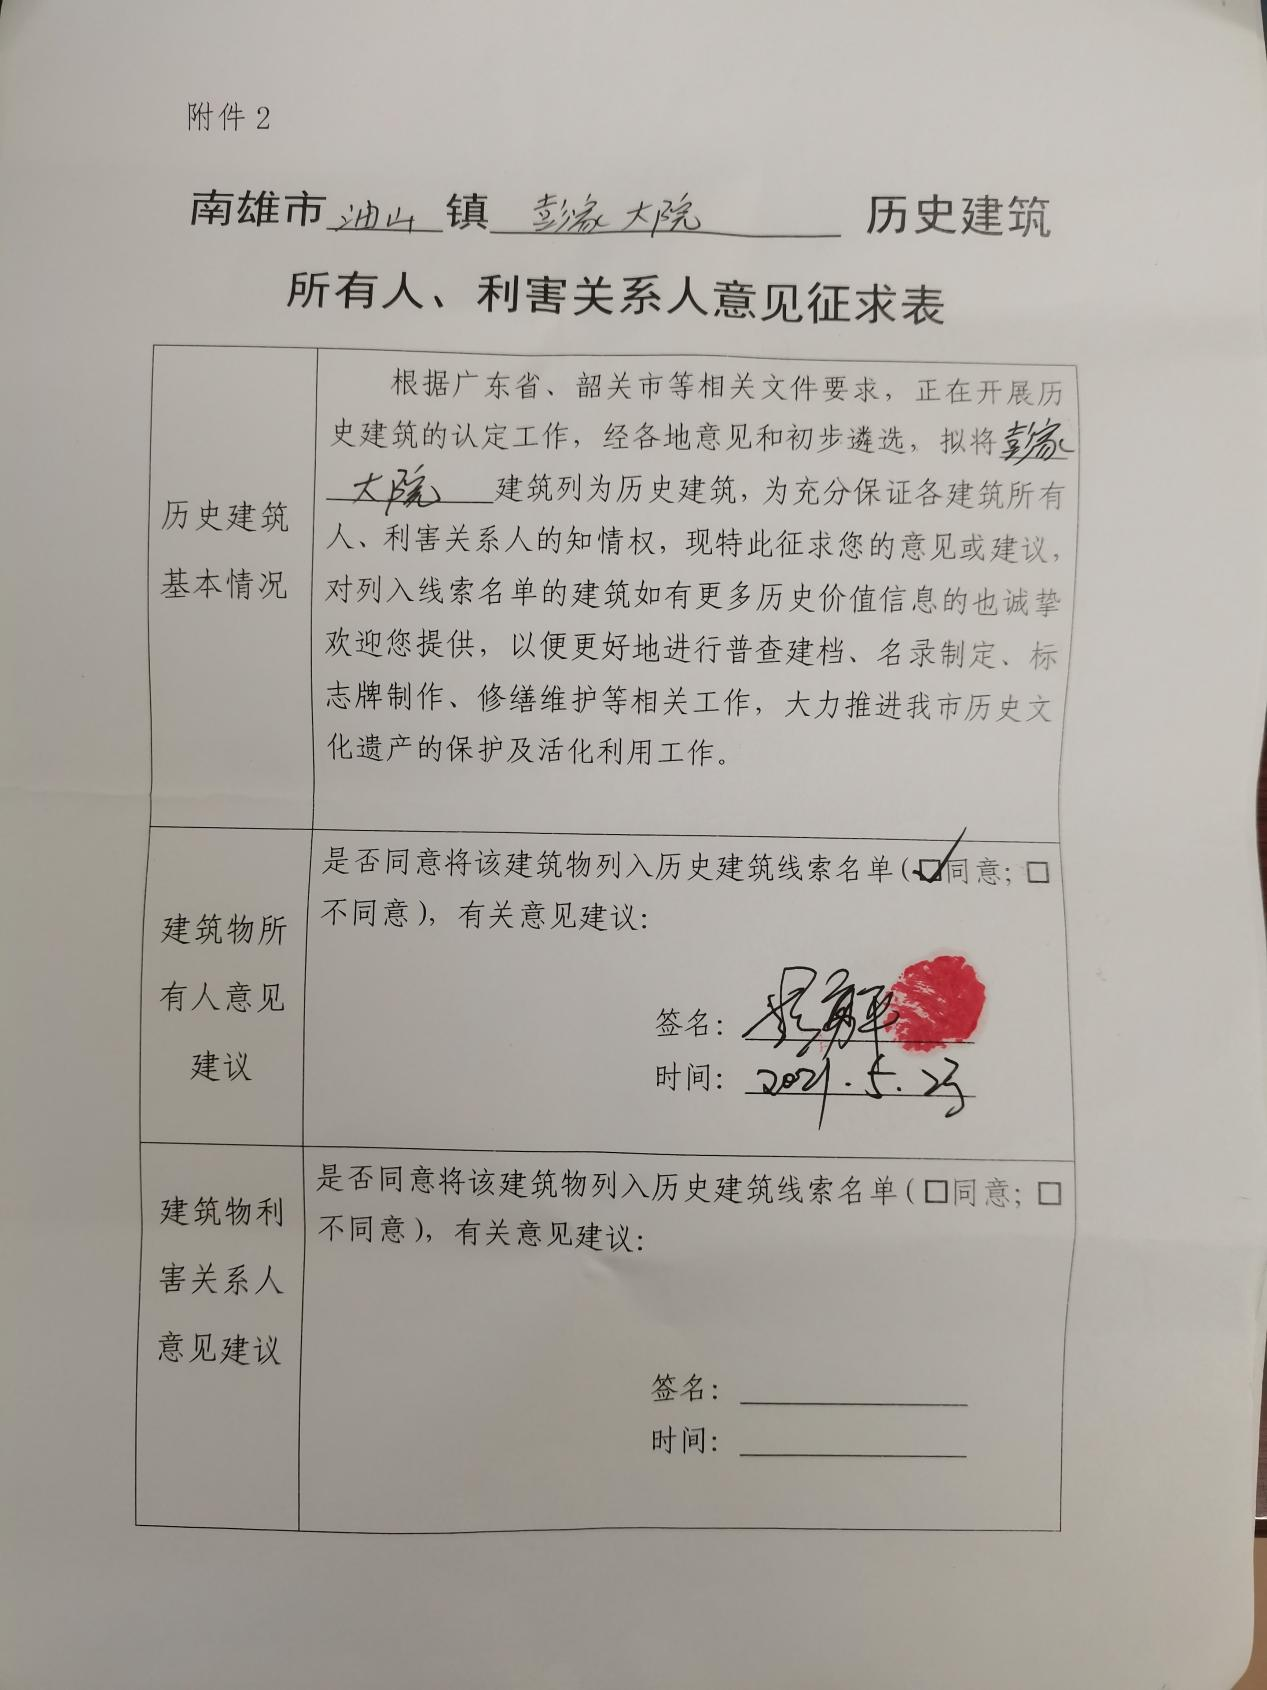 附件2
南雄市油山镇 彭家大院 历史建筑
所有人、利害关系人意见征求表
根据广东省、韶关市等相关文件要求，正在开展历
史建筑的认定工作，经各地意见和初步遴选，拟将彭家
大院建筑列为历史建筑，为充分保证各建筑所有
历史建筑
人、利害关系人的知情权，现特此征求您的意见或建议，
基本情况
对列入线索名单的建筑如有更多历史价值信息的也诚挚
欢迎您提供，以便更好地进行普查建档、名录制定、标
志牌制作、修缮维护等相关工作，大力推进我市历史文
化遗产的保护及活化利用工作。
是否同意将该建筑物列入历史建筑线索名单（☑同意；□
不同意），有关意见建议：
建筑物所
有人意见
建议
签名：
时间：2021.5.25
是否同意将该建筑物列入历史建筑线索名单（□同意；□
不同意），有关意见建议：
建筑物利
害关系人
意见建议
签名：
时间：